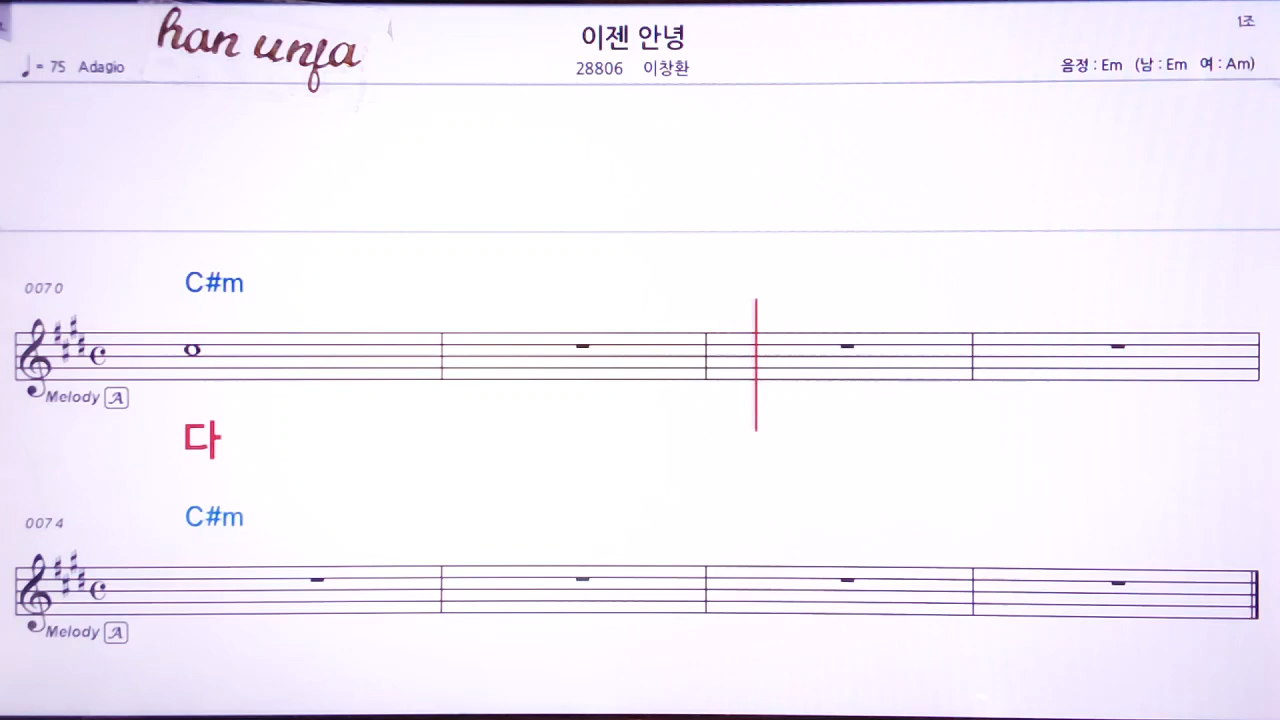 han unfa
이젠 안녕
1조
♩ = 75 Adagio
28806 이창환
음정 : Em (남 : Em 여 : Am)
0070
C#m
Melody A
다
0074
C#m
Melody A